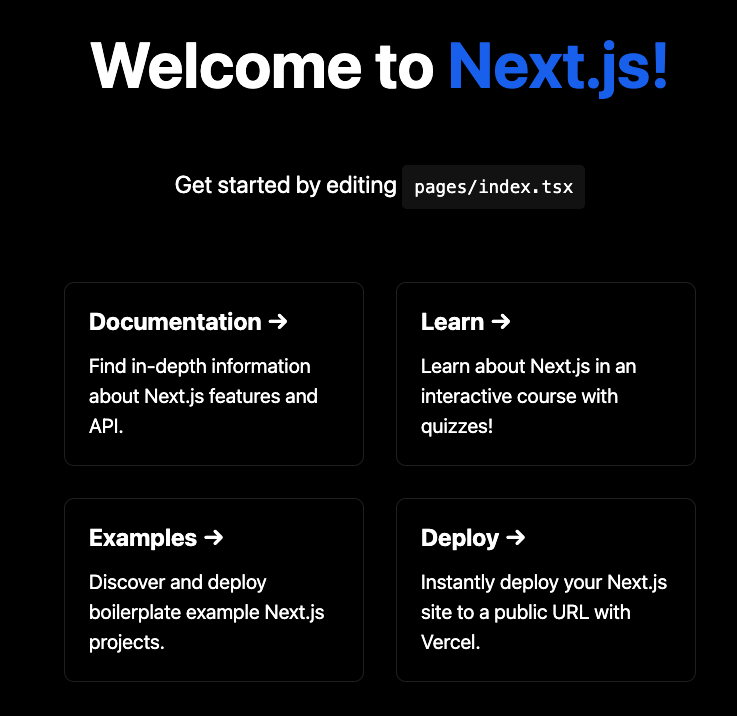 Welcome to Next.js!
Get started by editing pages/index.tsx
Documentation →
Find in-depth information
about Next.js features and
API.
Learn →
Learn about Next.js in an
interactive course with
quizzes!
Examples →
Discover and deploy
boilerplate example Next.js
projects.
Deploy →
Instantly deploy your Next.js
site to a public URL with
Vercel.